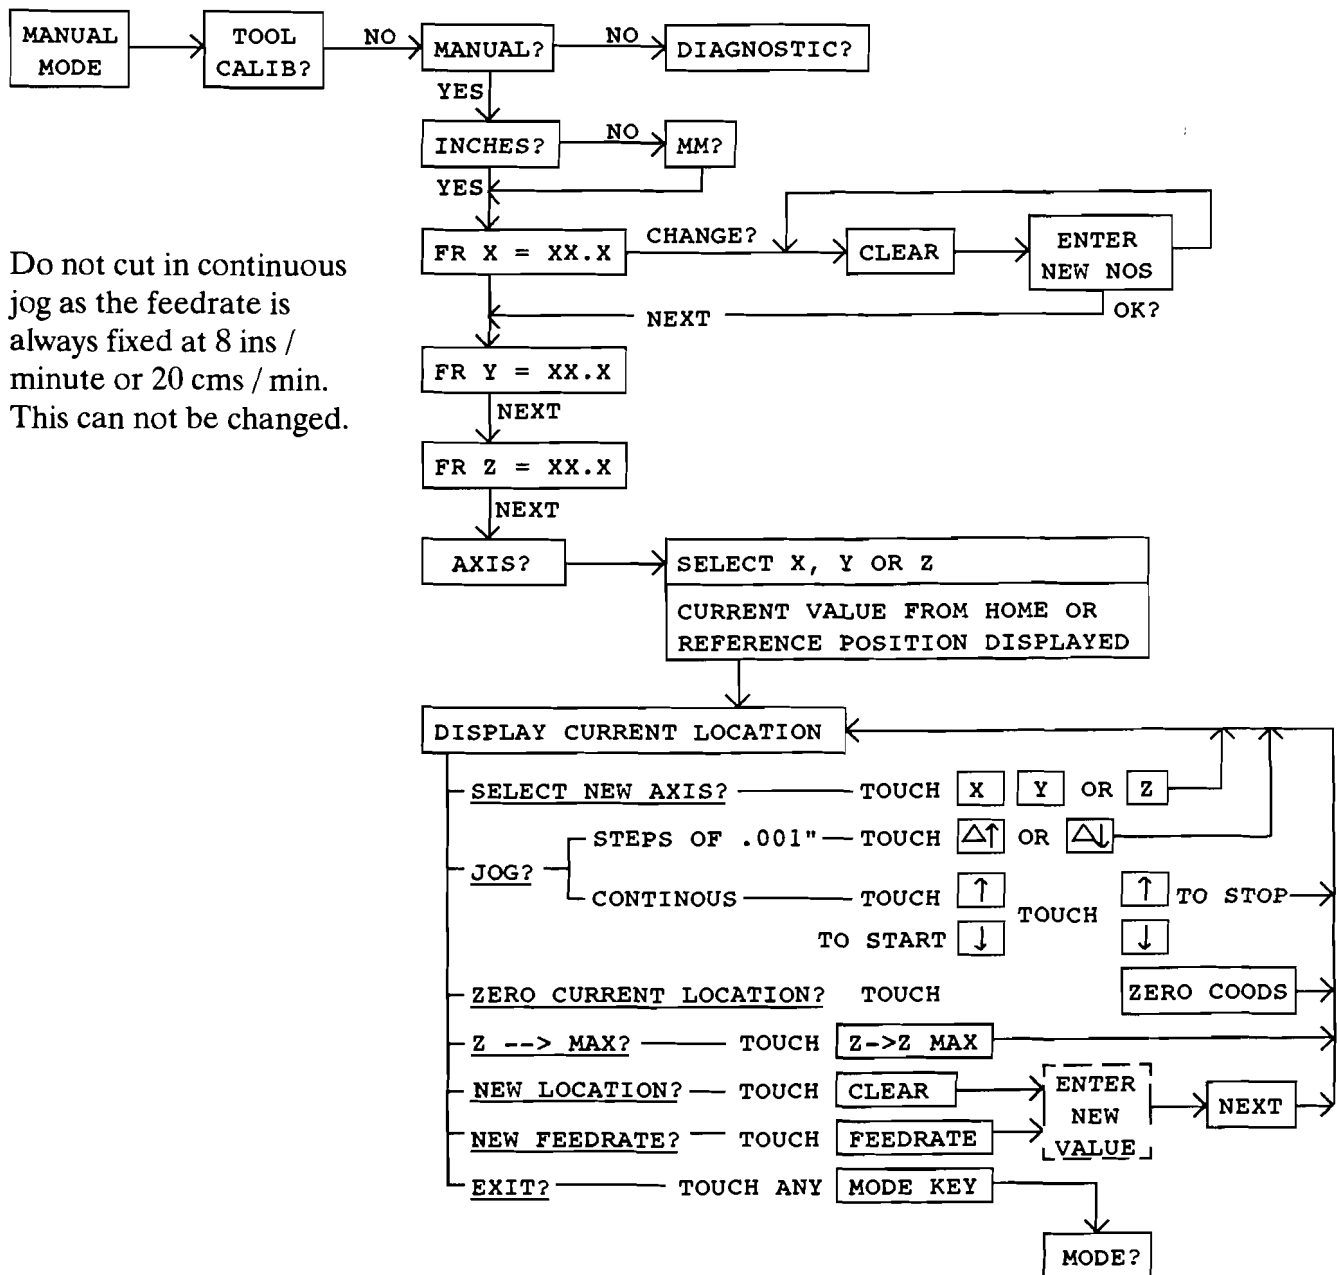 MANUAL
MODE
TOOL
CALIB?
NO
MANUAL?
NO
DIAGNOSTIC?
YES
INCHES?
NO
MM?
YES
FR X = XX.X
CHANGE?
CLEAR
ENTER
NEW NOS
OK?
NEXT
Do not cut in continuous
jog as the feedrate is
always fixed at 8 ins /
minute or 20 cms / min.
This can not be changed.
FR Y = XX.X
NEXT
FR Z = XX.X
NEXT
AXIS?
SELECT X, Y OR Z
CURRENT VALUE FROM HOME OR
REFERENCE POSITION DISPLAYED
DISPLAY CURRENT LOCATION
SELECT NEW AXIS? TOUCH X Y OR Z
STEPS OF .001" TOUCH △↑ OR △↓
JOG?
CONTINOUS TOUCH ↑ TOUCH ↑ TO STOP
TO START ↓ ↓
ZERO CURRENT LOCATION? TOUCH ZERO COODS
Z --> MAX? TOUCH Z->Z MAX
NEW LOCATION? TOUCH CLEAR
ENTER
NEW
VALUE
NEXT
NEW FEEDRATE? TOUCH FEEDRATE
EXIT? TOUCH ANY MODE KEY
MODE?